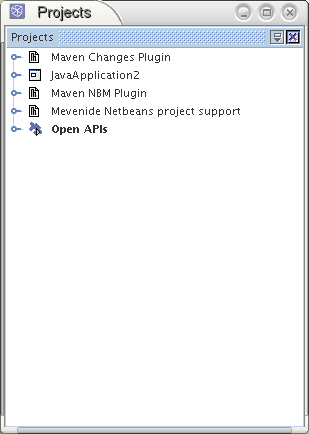 Projects
Projects
Maven Changes Plugin
JavaApplication2
Maven NBM Plugin
Mevenide Netbeans project support
Open APIs